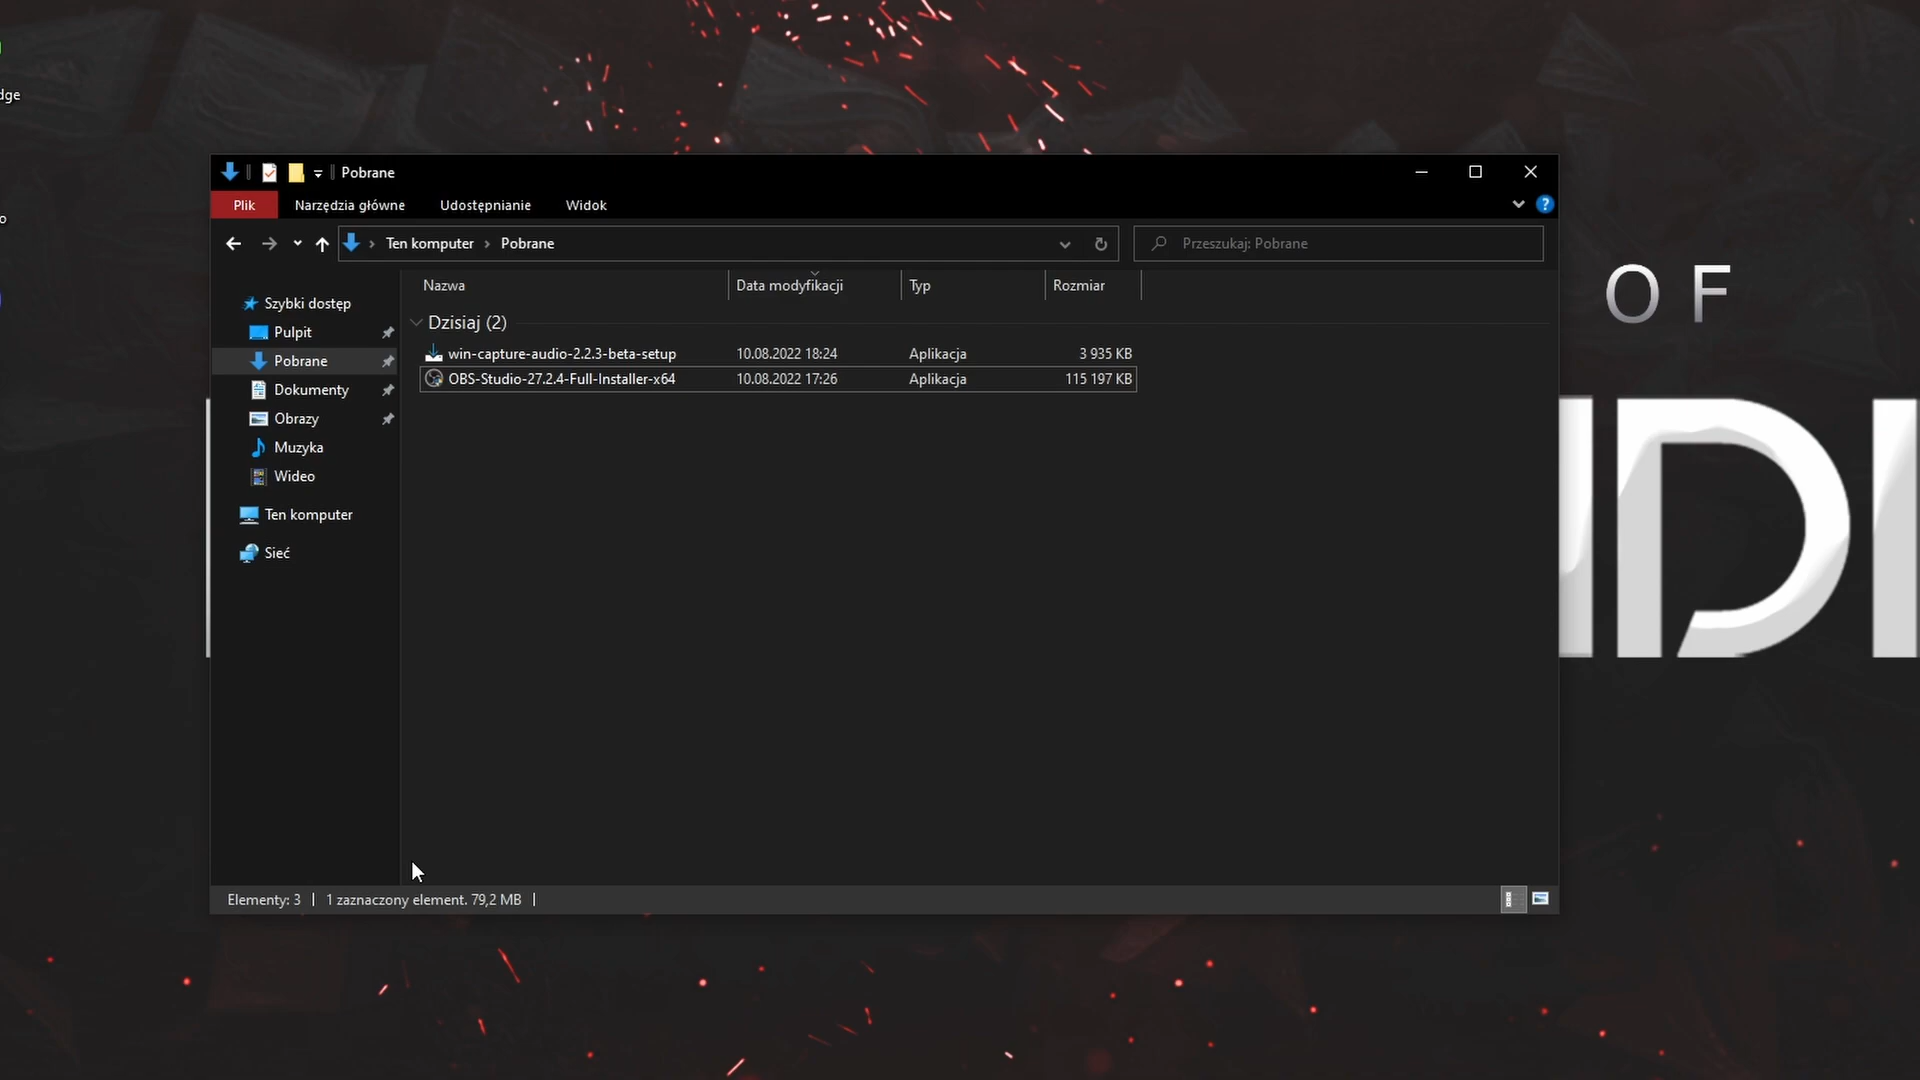 dge
Pobrane
Plik
Narzędzia główne
Udostępnianie
Widok
Ten komputer
Pobrane
Przeszukaj: Pobrane
Nazwa
Data modyfikacji
Typ
Rozmiar
Szybki dostęp
Pulpit
Pobrane
Dokumenty
Obrazy
Muzyka
Wideo
Ten komputer
Sieć
Dzisiaj (2)
win-capture-audio-2.2.3-beta-setup 10.08.2022 18:24 Aplikacja 3 935 KB
OBS-Studio-27.2.4-Full-Installer-x64 10.08.2022 17:26 Aplikacja 115 197 KB
Elementy: 3
1 zaznaczony element. 79,2 MB
OF